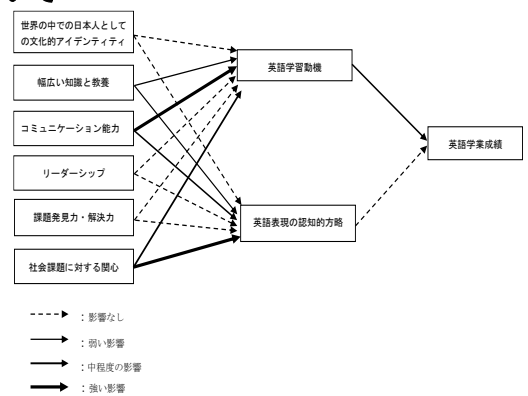 世界の中での日本人として
の文化的アイデンティティ
幅広い知識と教養
コミュニケーション能力
リーダーシップ
課題発見力・解決力
社会課題に対する関心
英語学習動機
英語表現の認知的方略
英語学業成績
：影響なし
：弱い影響
：中程度の影響
：強い影響